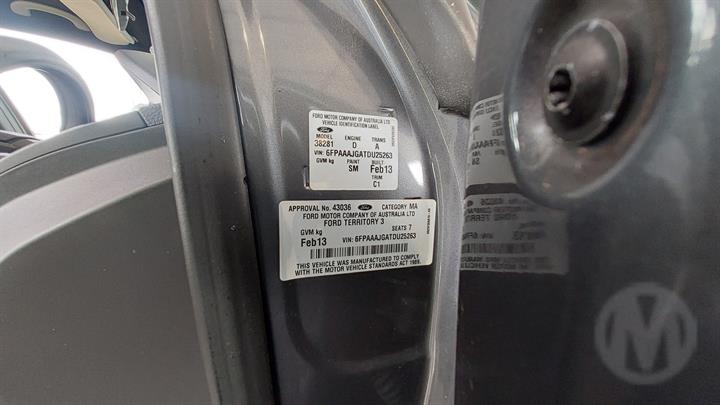 FORD MOTOR COMPANY OF AUSTRALIA LTD
VEHICLE IDENTIFICATION LABEL
Ford
MODEL ENGINE TRANS
38281 D A
VIN: 6FPAAAJGATDU25263
GVM kg PAINT BUILT
SM Feb13
TRIM
C1
APPROVAL No. 43036 Ford CATEGORY MA
FORD MOTOR COMPANY OF AUSTRALIA LTD
FORD TERRITORY 3
GVM kg SEATS 7
Feb13 VIN: 6FPAAAJGATDU25263
THIS VEHICLE WAS MANUFACTURED TO COMPLY
WITH THE MOTOR VEHICLE STANDARDS ACT 1989.
M